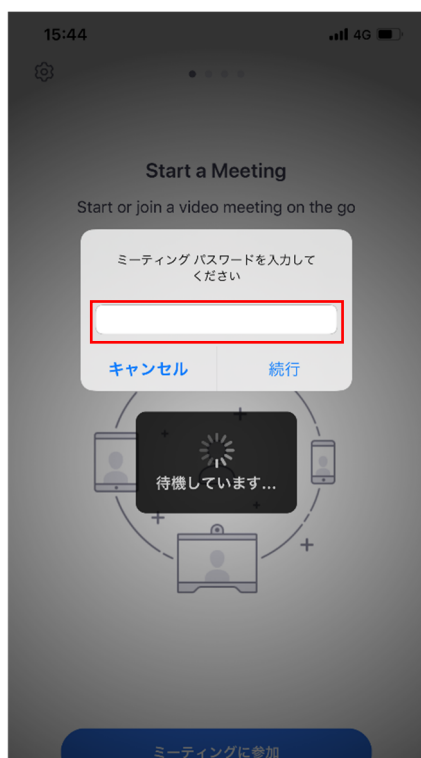 15:44
4G
Start a Meeting
Start or join a video meeting on the go
ミーティング パスワードを入力して
ください
キャンセル
続行
待機しています...
ミーティングに参加